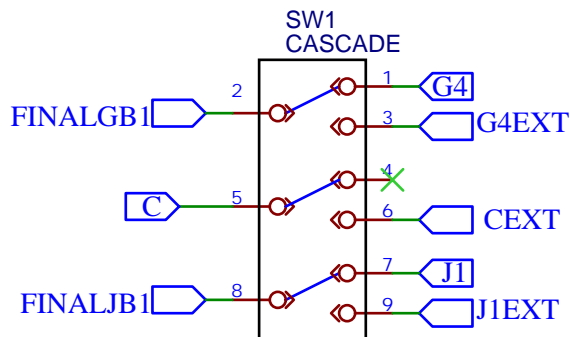 SW1
CASCADE
2 1 G4
FINALGB1 3 G4EXT
4
C 5
6 CEXT
7 J1
FINALJB1 8
9 J1EXT